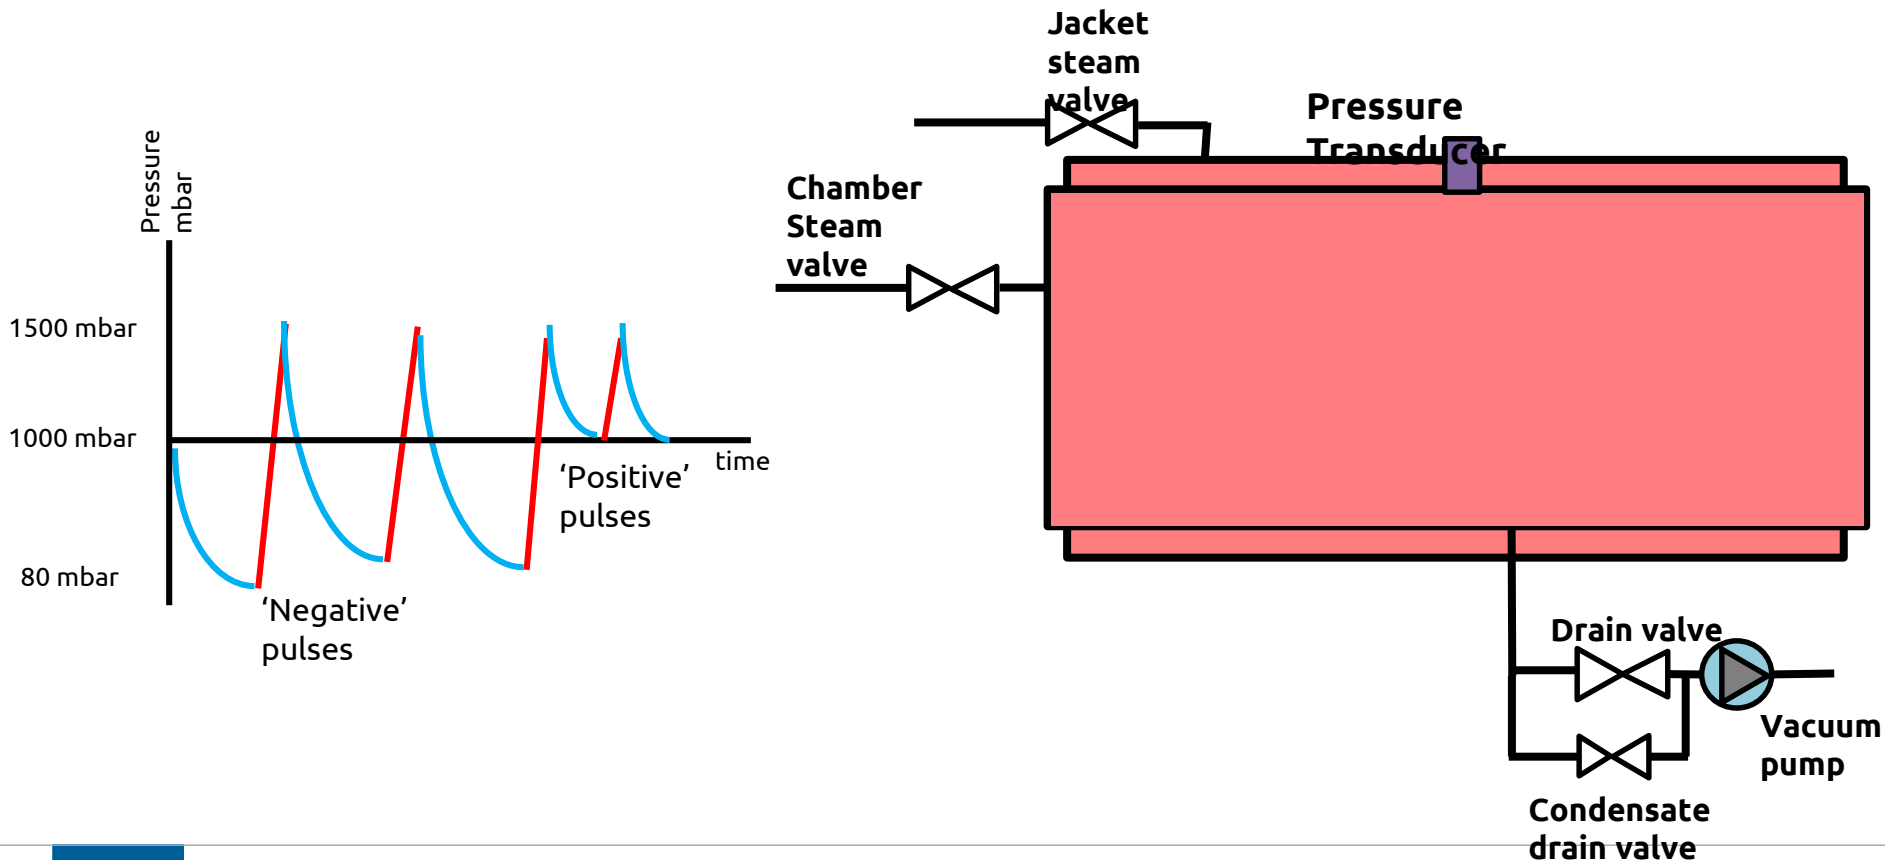 Pressure
mbar
1500 mbar
1000 mbar
80 mbar
'Negative'
pulses
'Positive'
pulses
time
Jacket
steam
valve
Pressure
Transducer
Chamber
Steam
valve
Drain valve
Vacuum
pump
Condensate
drain valve